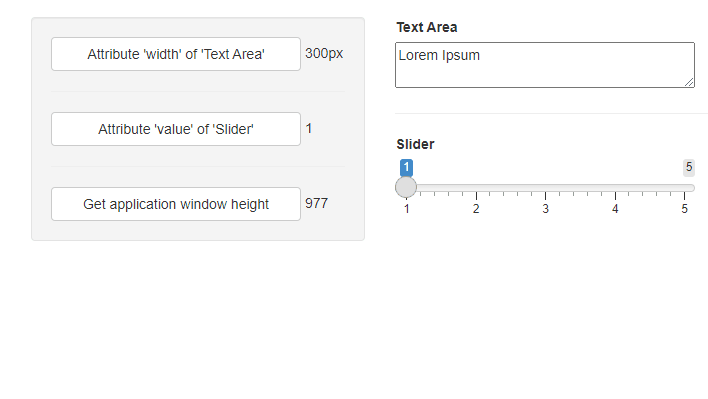 Attribute 'width' of 'Text Area' 300px
Attribute 'value' of 'Slider' 1
Get application window height 977
Text Area
Lorem Ipsum
Slider
1 5
1 2 3 4 5